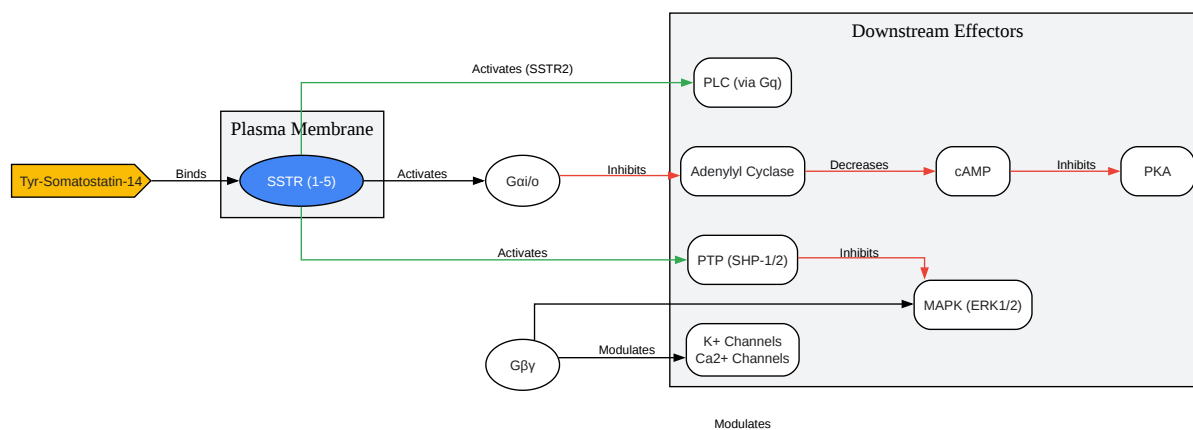 Downstream Effectors
Activates (SSTR2)
PLC (via Gq)
Plasma Membrane
Tyr-Somatostatin-14
Binds
SSTR (1-5)
Activates
Gαi/o
Inhibits
Adenylyl Cyclase
Decreases
cAMP
Inhibits
PKA
Activates
PTP (SHP-1/2)
Inhibits
MAPK (ERK1/2)
Gβγ
Modulates
K+ Channels
Ca2+ Channels
Modulates